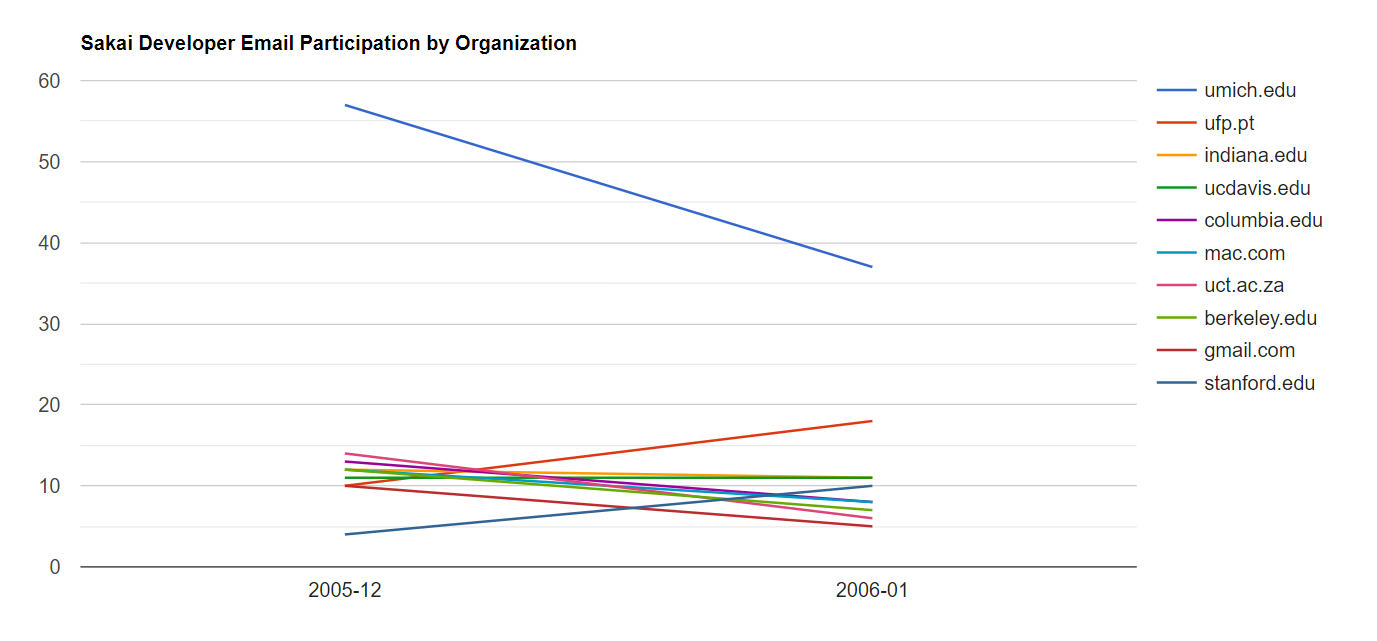 Sakai Developer Email Participation by Organization
60
50
40
30
20
10
0
2005-12
2006-01
umich.edu
ufp.pt
indiana.edu
ucdavis.edu
columbia.edu
mac.com
uct.ac.za
berkeley.edu
gmail.com
stanford.edu